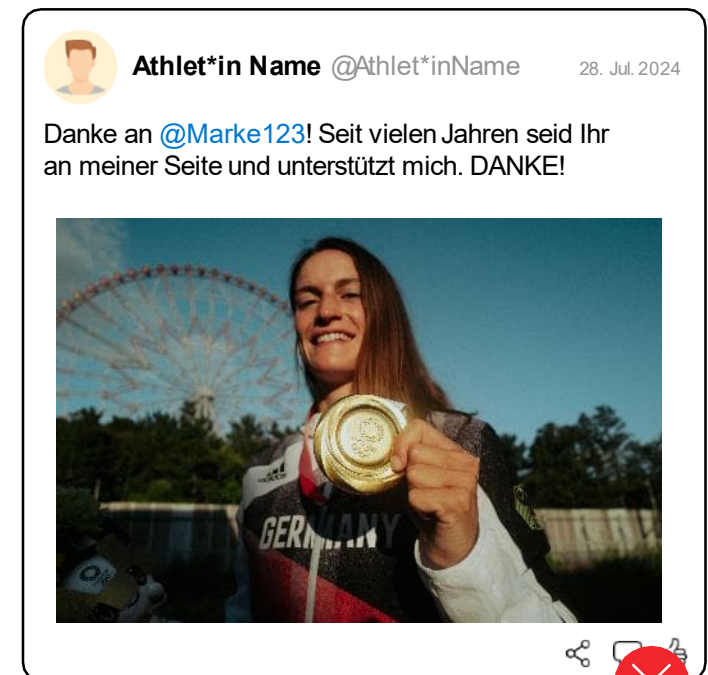 Athlet*in Name @Athlet*inName 28. Jul. 2024
Danke an @Marke123! Seit vielen Jahren seid Ihr
an meiner Seite und unterstützt mich. DANKE!
GERMANY